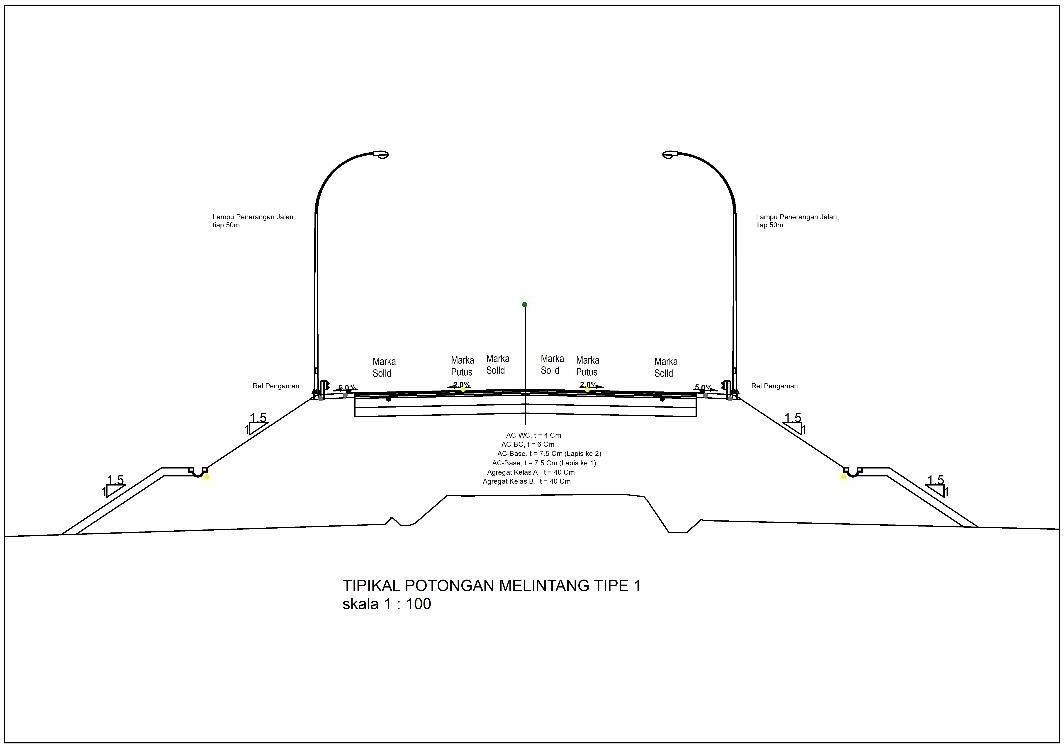 Lampu Penerangan Jalan,
tiap 50m
Lampu Penerangan Jalan,
tiap 50m
Marka
Solid
Marka
Putus
Marka
Solid
Marka
Solid
Marka
Putus
Marka
Solid
Rel Pengaman
5.0%
2.0%
2.0%
5.0%
Rel Pengaman
1.5
1
1.5
1
AC-WC, t = 4 Cm
AC-BC, t = 6 Cm
AC-Base, t = 7.5 Cm (Lapis ke 2)
AC-Base, t = 7.5 Cm (Lapis ke 1)
Agregat Kelas A, t = 40 Cm
Agregat Kelas B, t = 40 Cm
1.5
1
1.5
1
TIPIKAL POTONGAN MELINTANG TIPE 1
skala 1 : 100